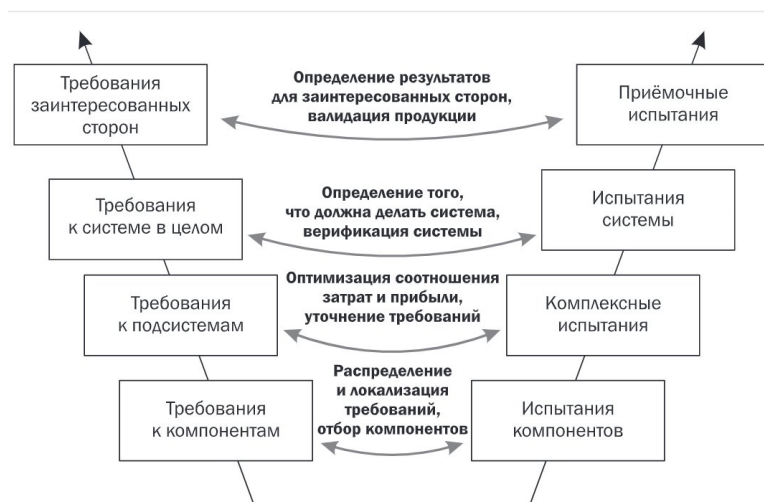 Требования
заинтересованных
сторон
Определение результатов
для заинтересованных сторон,
валидация продукции
Приёмочные
испытания
Требования
к системе в целом
Определение того,
что должна делать система,
верификация системы
Испытания
системы
Требования
к подсистемам
Оптимизация соотношения
затрат и прибыли,
уточнение требований
Комплексные
испытания
Требования
к компонентам
Распределение
и локализация
требований,
отбор компонентов
Испытания
компонентов